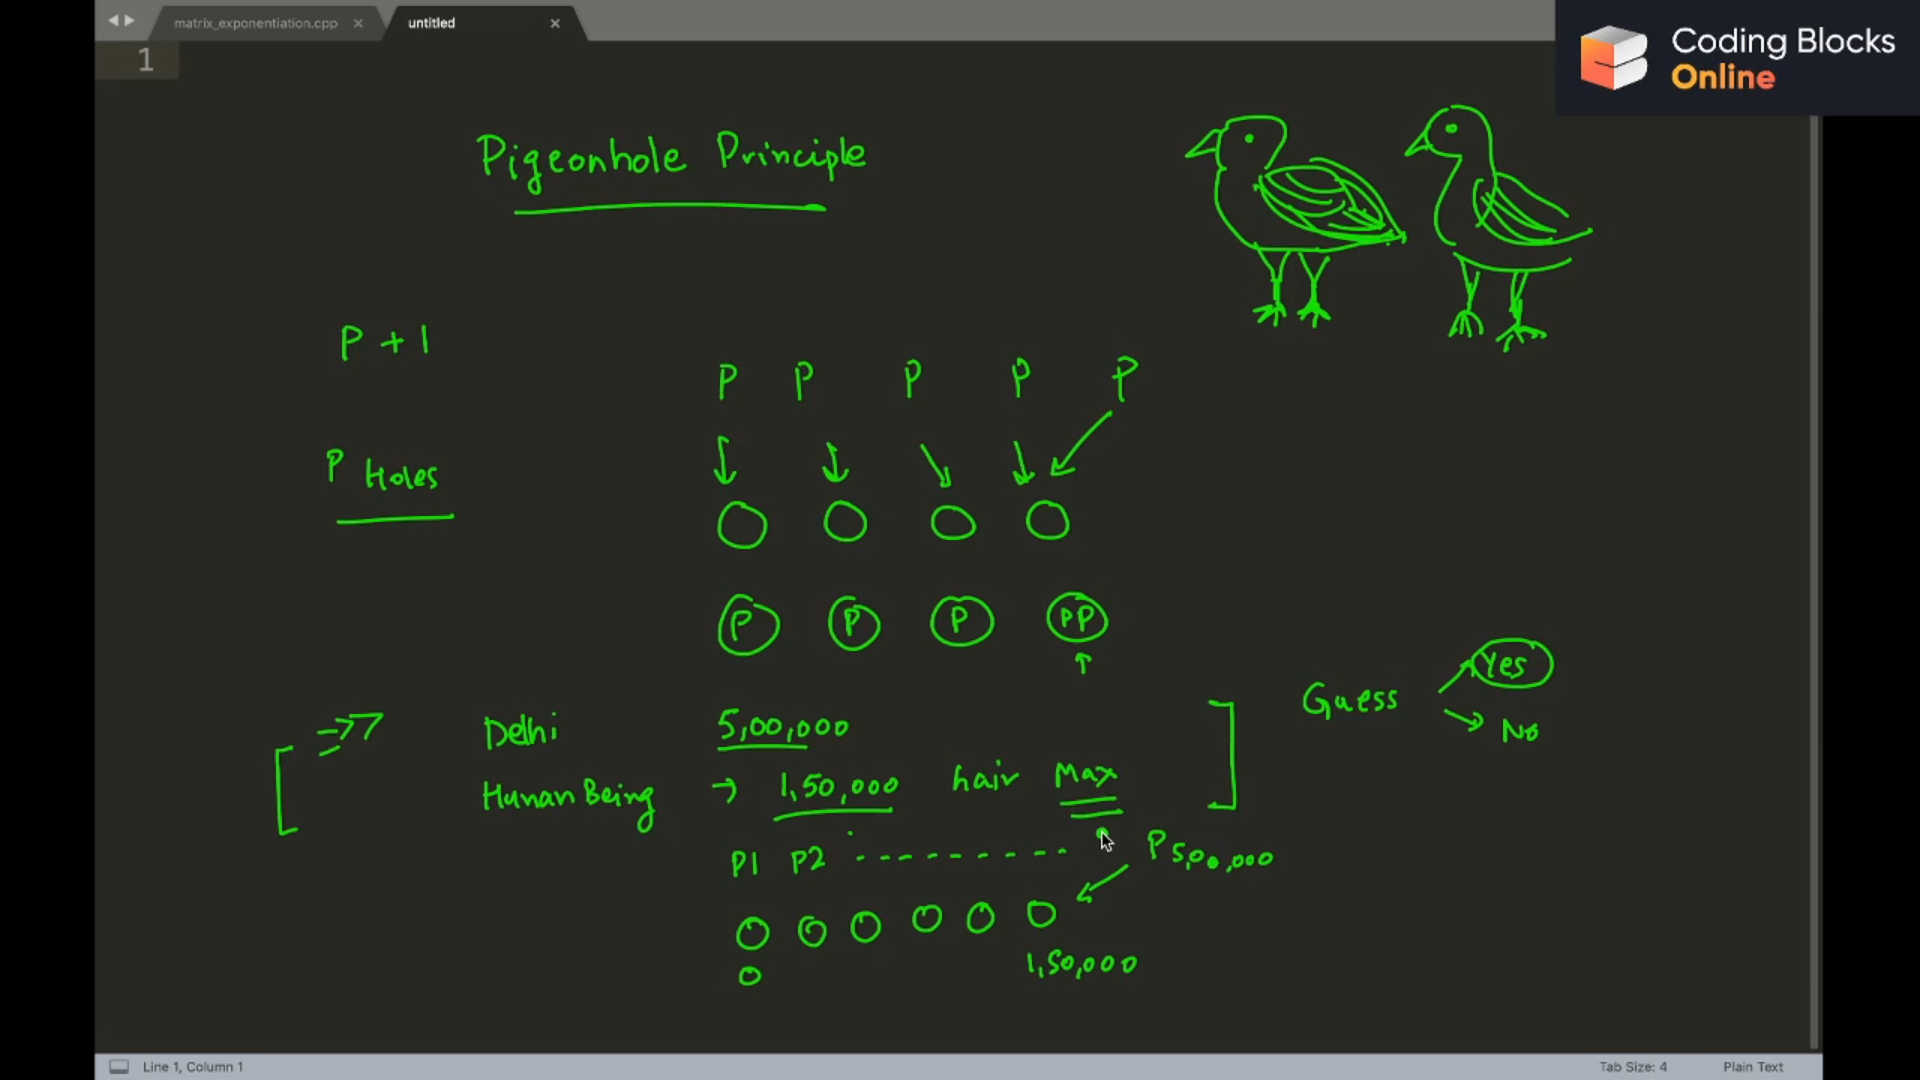 matrix_exponentiation.cpp
untitled
Coding Blocks
Online
1
Pigeonhole Principle
P + 1
P P P P P
P Holes
P P P PP
Guess Yes
No
Delhi 5,00,000
Human Being → 1,50,000 hair Max
P1 P2 - - - - - - - - - - P5,00,000
0 1,50,000
Line 1, Column 1
Tab Size: 4
Plain Text